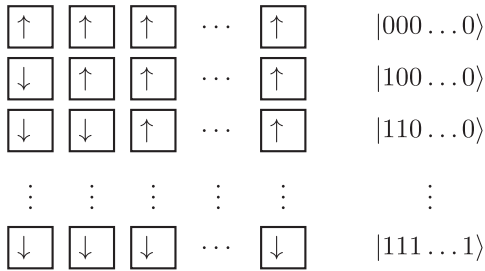 ↑ ↑ ↑ ⋯ ↑ |000…0⟩
↓ ↑ ↑ ⋯ ↑ |100…0⟩
↓ ↓ ↑ ⋯ ↑ |110…0⟩
⋮ ⋮ ⋮ ⋮ ⋮ ⋮
↓ ↓ ↓ ⋯ ↓ |111…1⟩